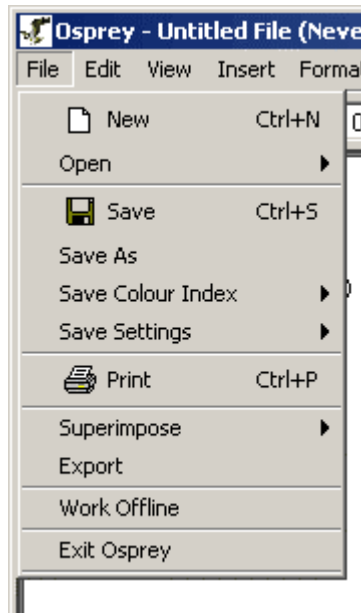 Osprey - Untitled File (Neve
File Edit View Insert Forma
New Ctrl+N
Open
Save Ctrl+S
Save As
Save Colour Index
Save Settings
Print Ctrl+P
Superimpose
Export
Work Offline
Exit Osprey